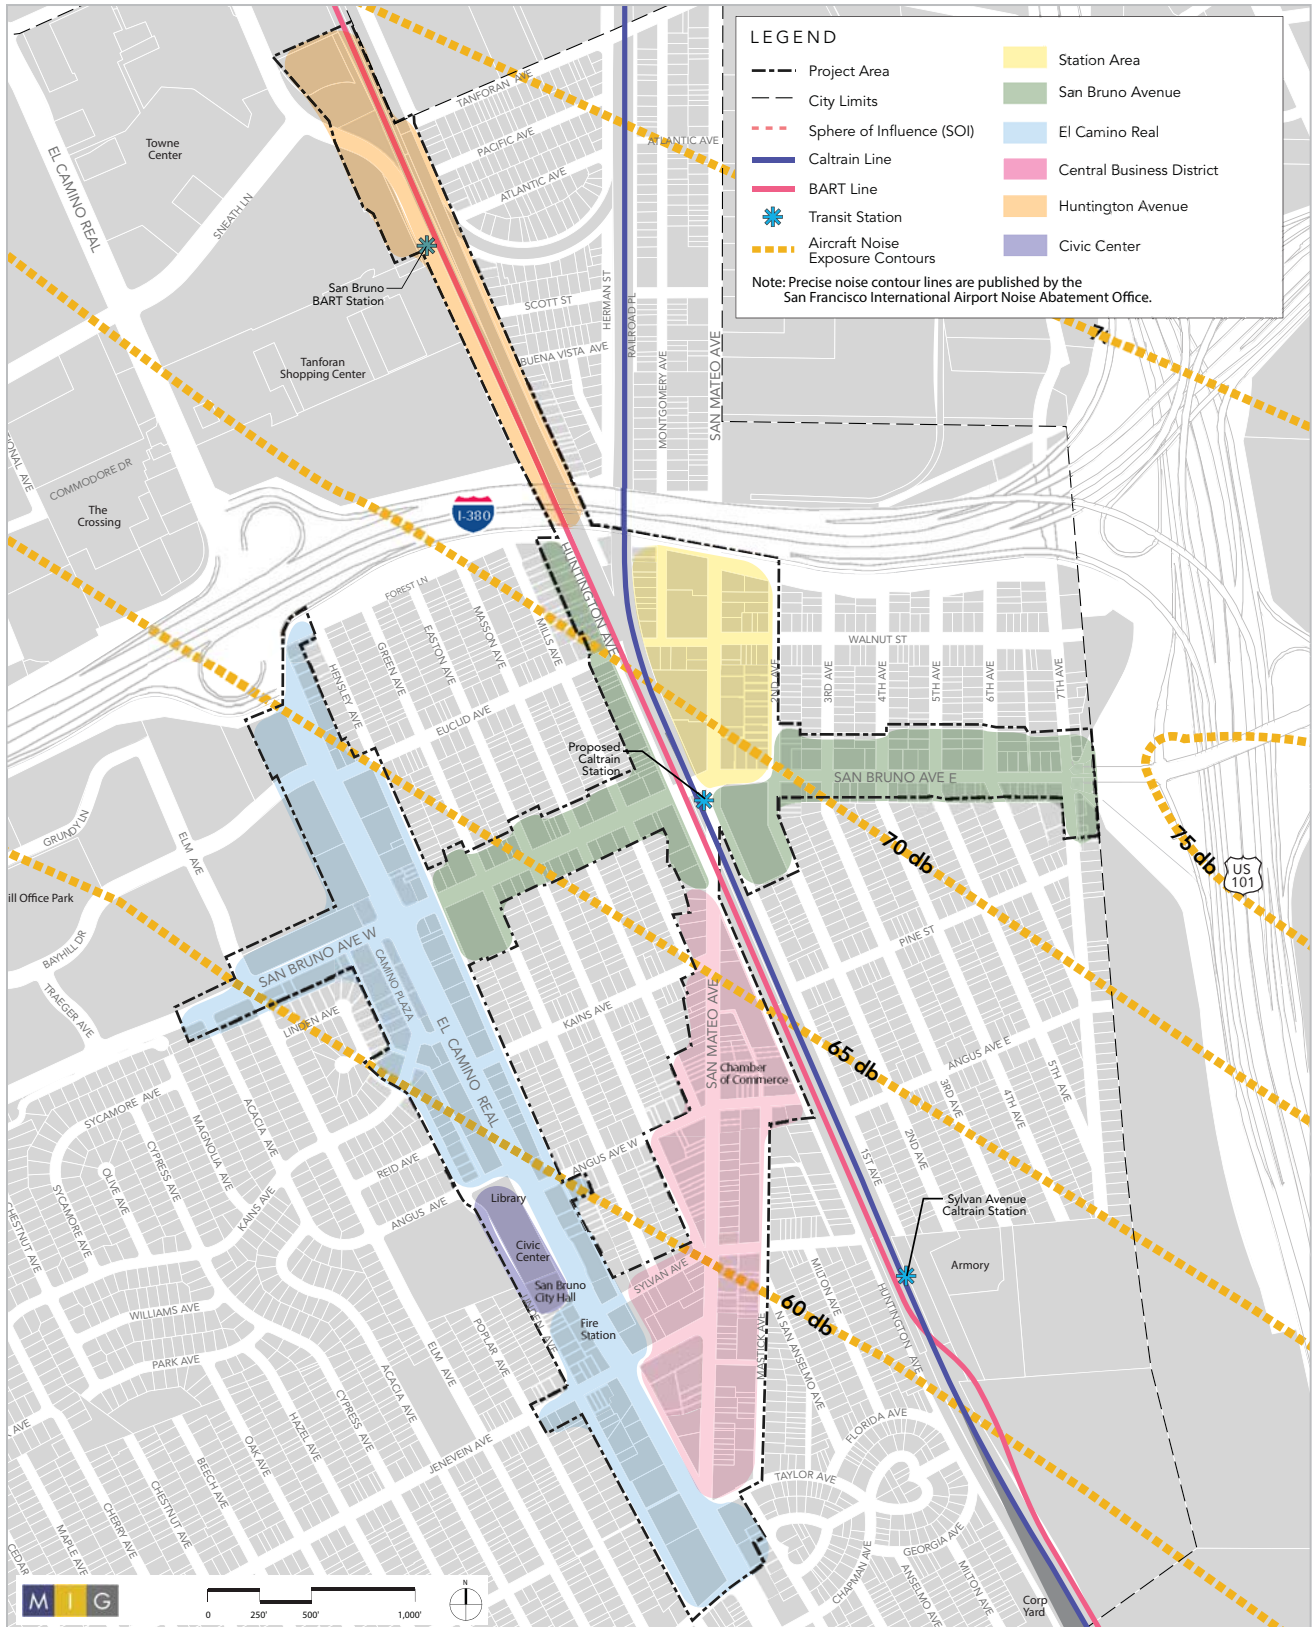 LEGEND
Project Area
City Limits
Sphere of Influence (SOI)
Caltrain Line
BART Line
Transit Station
Aircraft Noise
Exposure Contours
Station Area
San Bruno Avenue
El Camino Real
Central Business District
Huntington Avenue
Civic Center
Note: Precise noise contour lines are published by the
San Francisco International Airport Noise Abatement Office.
TANFORAN AVE
PACIFIC AVE
ATLANTIC AVE
ATLANTIC AVE
Towne
Center
EL CAMINO REAL
SNEATH LN
San Bruno
BART Station
SCOTT ST
HERMAN ST
RAILROAD PL
BUENA VISTA AVE
MONTGOMERY AVE
SAN MATEO AVE
Tanforan
Shopping Center
COMMODORE DR
The
Crossing
I-380
HUNTINGTON AVE
FOREST LN
MASSON AVE
MILLS AVE
EASTON AVE
GREEN AVE
HENSLEY AVE
EUCLID AVE
WALNUT ST
2ND AVE
3RD AVE
4TH AVE
5TH AVE
6TH AVE
7TH AVE
Proposed
Caltrain
Station
SAN BRUNO AVE E
75 db
US
101
70 db
GRUNDY LN
ELM AVE
ill Office Park
BAYHILL DR
TRAEGER AVE
SAN BRUNO AVE W
CAMINO PLAZA
LINDEN AVE
EL CAMINO REAL
KAINS AVE
SAN MATEO AVE
PINE ST
Chamber
of Commerce
65 db
ANGUS AVE E
5TH AVE
4TH AVE
3RD AVE
2ND AVE
1ST AVE
SYCAMORE AVE
ACACIA AVE
MAGNOLIA AVE
CYPRESS AVE
OLIVE AVE
SYCAMORE AVE
CHESTNUT AVE
KAINS AVE
REID AVE
ANGUS AVE
ANGUS AVE W
Library
Civic
Center
San Bruno
City Hall
LINDEN AVE
Fire
Station
SYLVAN AVE
Sylvan Avenue
Caltrain Station
Armory
60 db
MILTON AVE
N SAN ANSELMO AVE
HUNTINGTON AVE
MASTICK AVE
WILLIAMS AVE
PARK AVE
POPLAR AVE
ELM AVE
ACACIA AVE
CYPRESS AVE
HAZEL AVE
OAK AVE
BEECH AVE
CHESTNUT AVE
CHERRY AVE
MAPLE AVE
CEDAR
JENEVEIN AVE
FLORIDA AVE
TAYLOR AVE
GEORGIA AVE
CHAPMAN AVE
ANSELMO AVE
MILTON AVE
Corp
Yard
M I G
0 250' 500' 1,000'
N